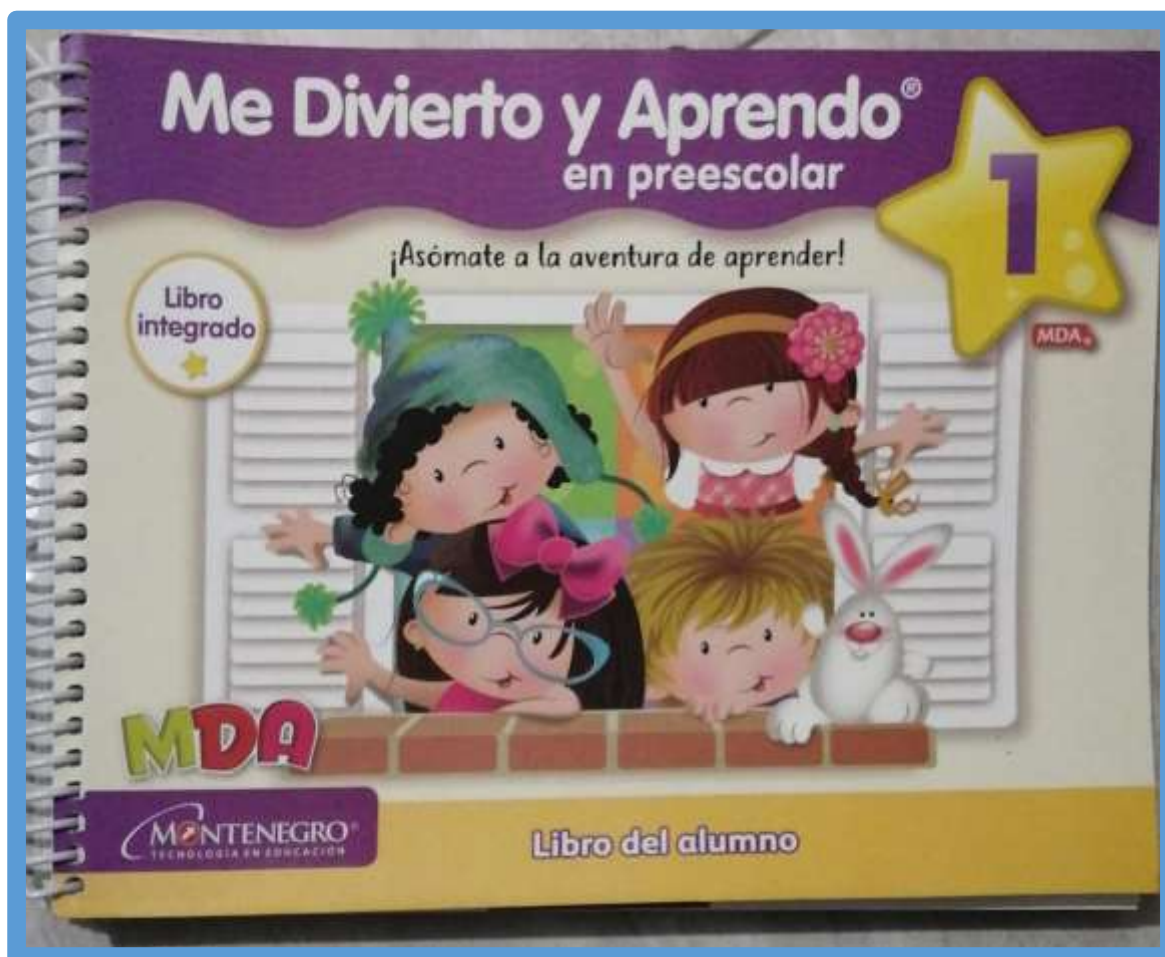 Me Divierto y Aprendo®
en preescolar
1
¡Asómate a la aventura de aprender!
Libro
integrado
MDA
MDA
MONTENEGRO®
TECNOLOGÍA EN EDUCACIÓN
Libro del alumno